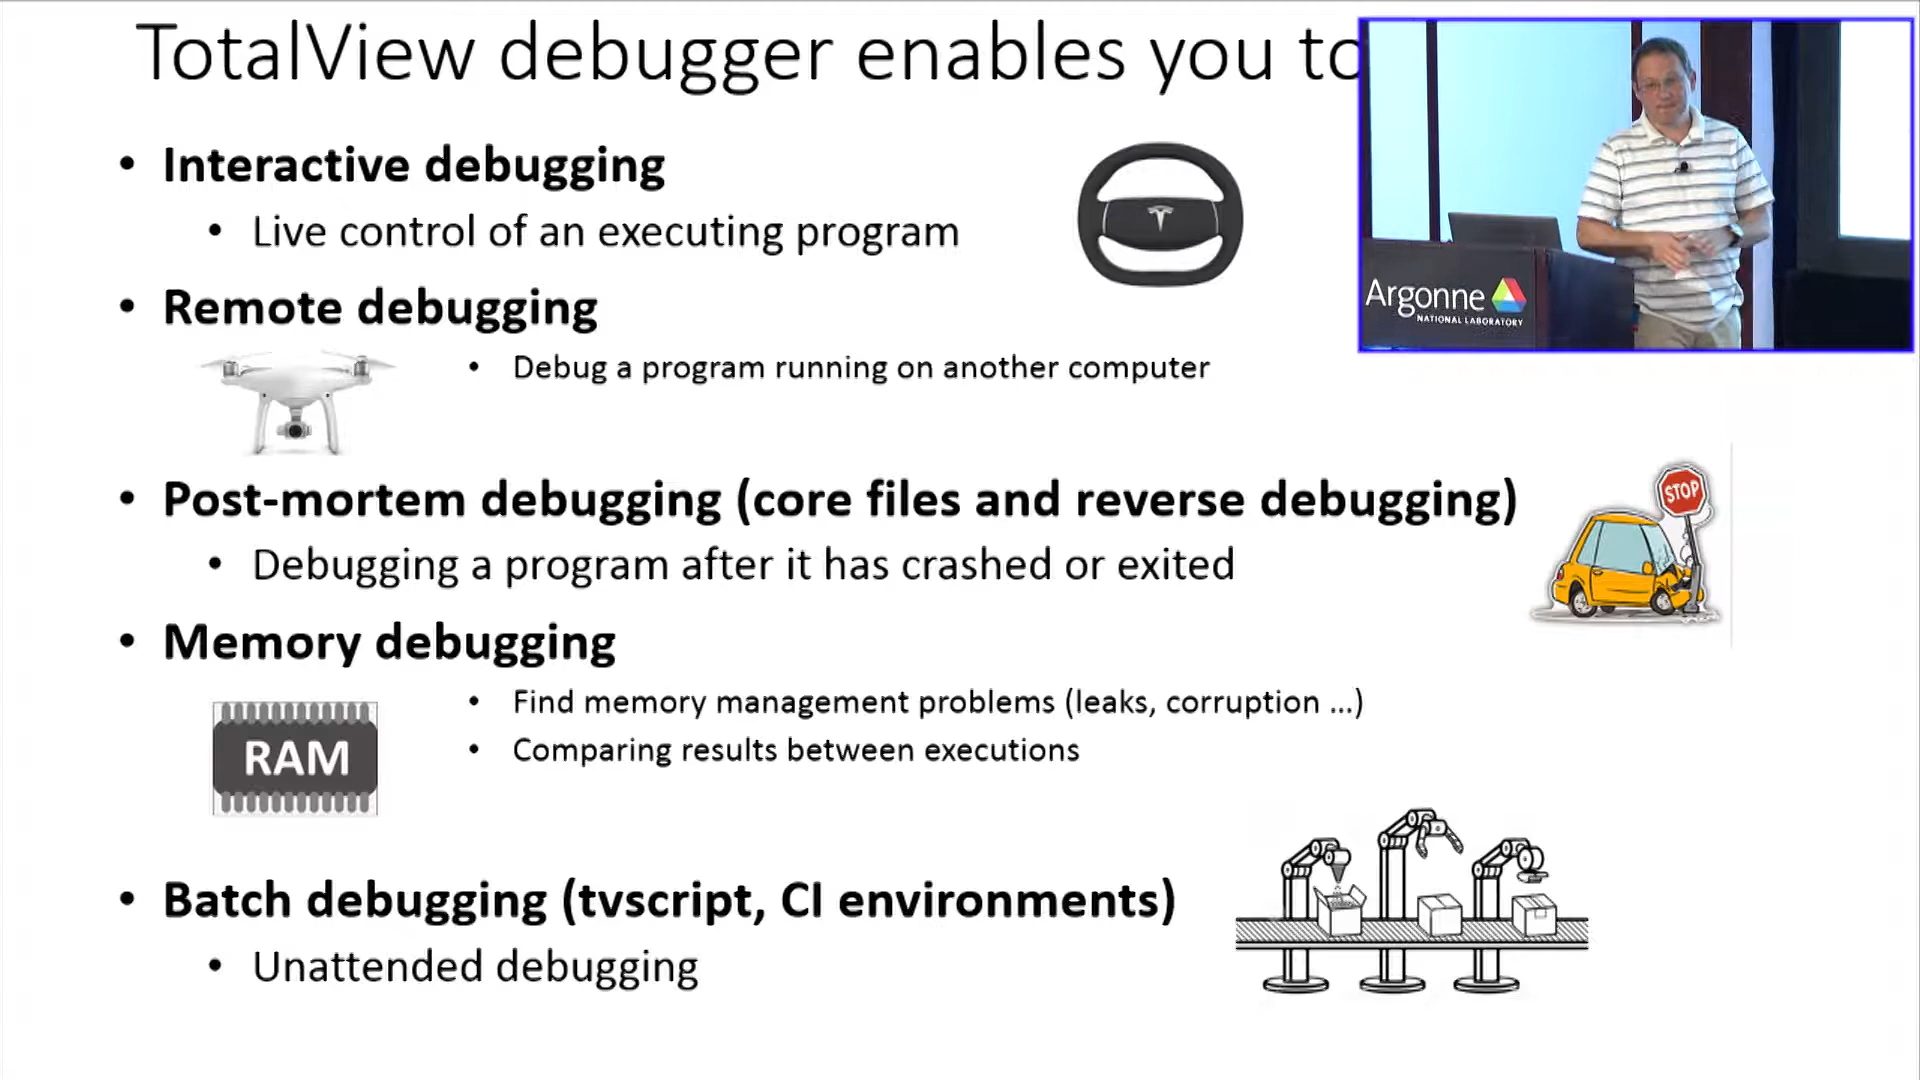 TotalView debugger enables you to
• Interactive debugging
• Live control of an executing program
• Remote debugging
• Debug a program running on another computer
• Post-mortem debugging (core files and reverse debugging)
STOP
• Debugging a program after it has crashed or exited
• Memory debugging
• Find memory management problems (leaks, corruption ...)
• Comparing results between executions
RAM
• Batch debugging (tvscript, CI environments)
• Unattended debugging
Argonne
NATIONAL LABORATORY